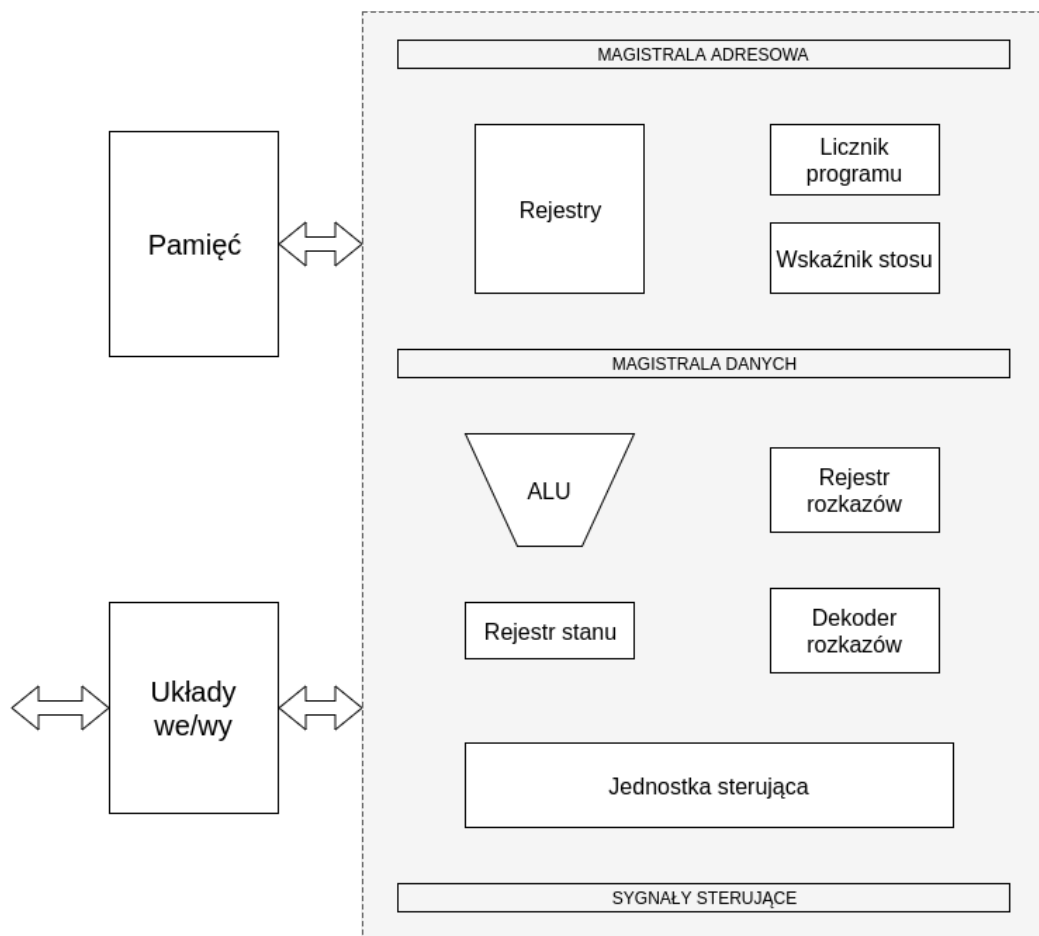 MAGISTRALA ADRESOWA
Pamięć
Rejestry
Licznik
programu
Wskaźnik stosu
MAGISTRALA DANYCH
ALU
Rejestr
rozkazów
Rejestr stanu
Dekoder
rozkazów
Układy
we/wy
Jednostka sterująca
SYGNAŁY STERUJĄCE